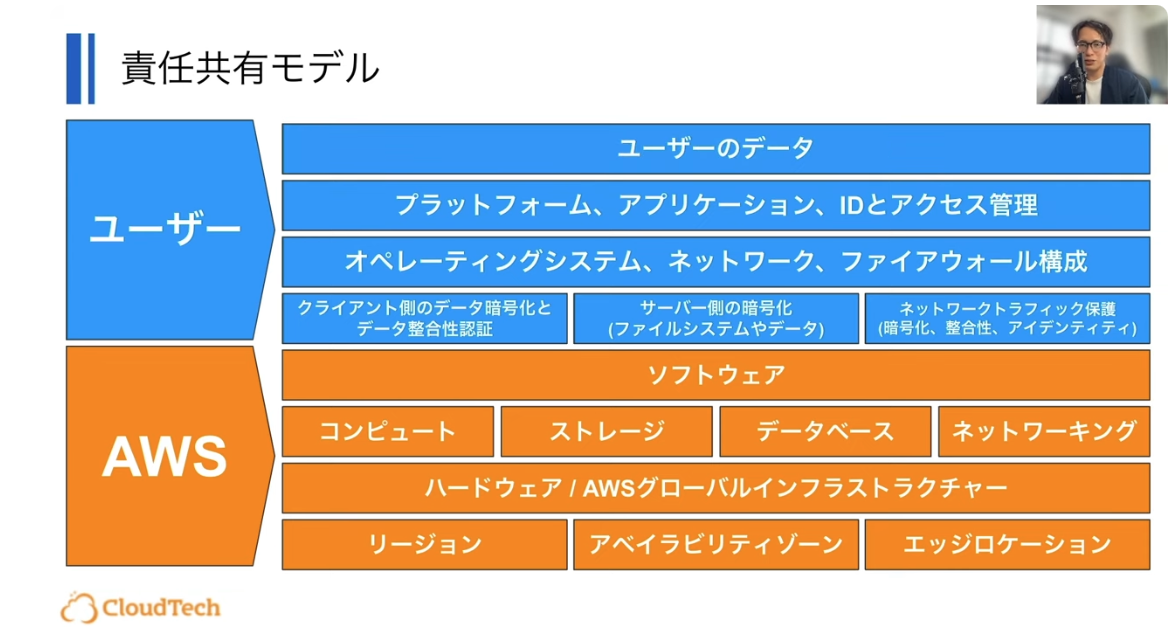 責任共有モデル
ユーザー
ユーザーのデータ
プラットフォーム、アプリケーション、IDとアクセス管理
オペレーティングシステム、ネットワーク、ファイアウォール構成
クライアント側のデータ暗号化と
データ整合性認証
サーバー側の暗号化
(ファイルシステムやデータ)
ネットワークトラフィック保護
(暗号化、整合性、アイデンティティ)
AWS
ソフトウェア
コンピュート
ストレージ
データベース
ネットワーキング
ハードウェア / AWSグローバルインフラストラクチャー
リージョン
アベイラビリティゾーン
エッジロケーション
CloudTech